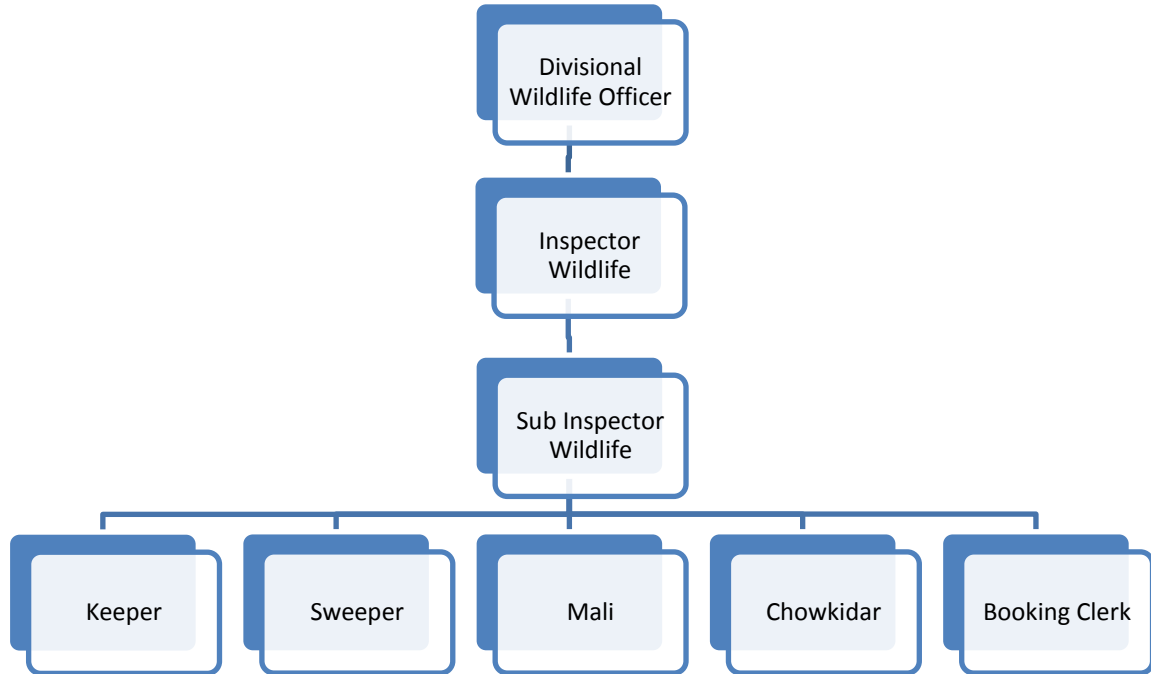 Divisional
Wildlife Officer
Inspector
Wildlife
Sub Inspector
Wildlife
Keeper
Sweeper
Mali
Chowkidar
Booking Clerk